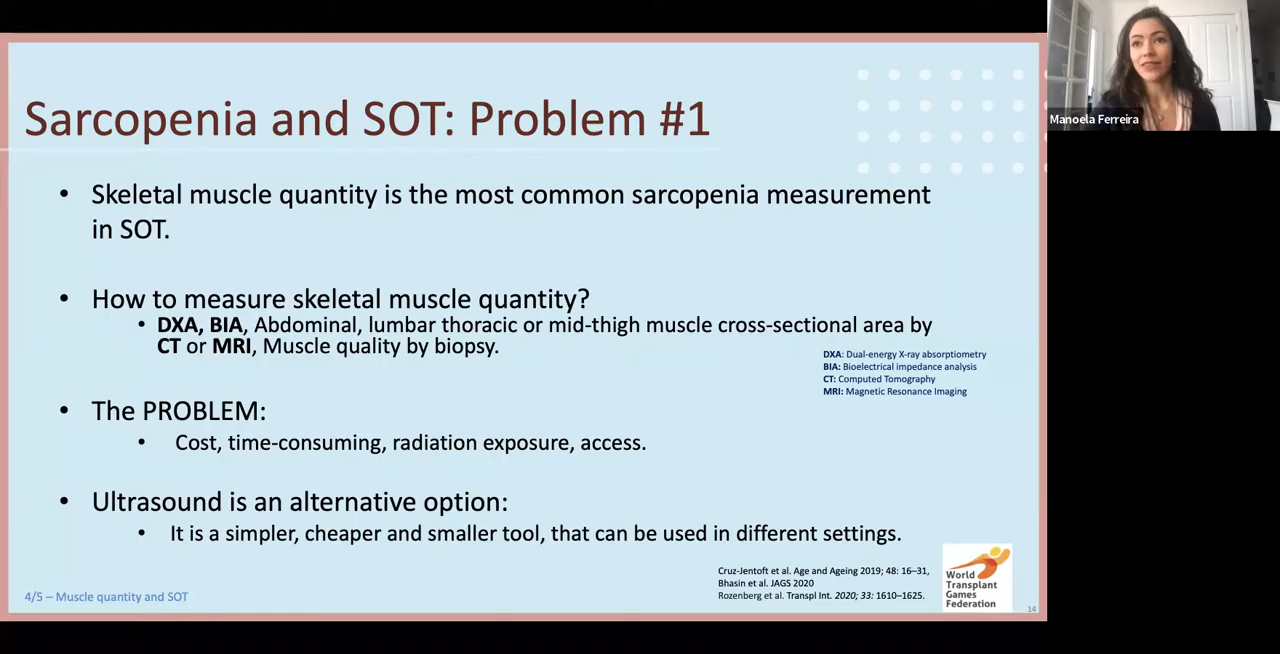 Manoela Ferreira
Sarcopenia and SOT: Problem #1
• Skeletal muscle quantity is the most common sarcopenia measurement
in SOT.
• How to measure skeletal muscle quantity?
• DXA, BIA, Abdominal, lumbar thoracic or mid-thigh muscle cross-sectional area by
CT or MRI, Muscle quality by biopsy.
DXA: Dual-energy X-ray absorptiometry
BIA: Bioelectrical impedance analysis
CT: Computed Tomography
MRI: Magnetic Resonance Imaging
• The PROBLEM:
• Cost, time-consuming, radiation exposure, access.
• Ultrasound is an alternative option:
• It is a simpler, cheaper and smaller tool, that can be used in different settings.
Cruz-Jentoft et al. Age and Ageing 2019; 48: 16–31,
Bhasin et al. JAGS 2020
Rozenberg et al. Transpl Int. 2020; 33: 1610–1625.
World
Transplant
Games
Federation
4/5 – Muscle quantity and SOT
14